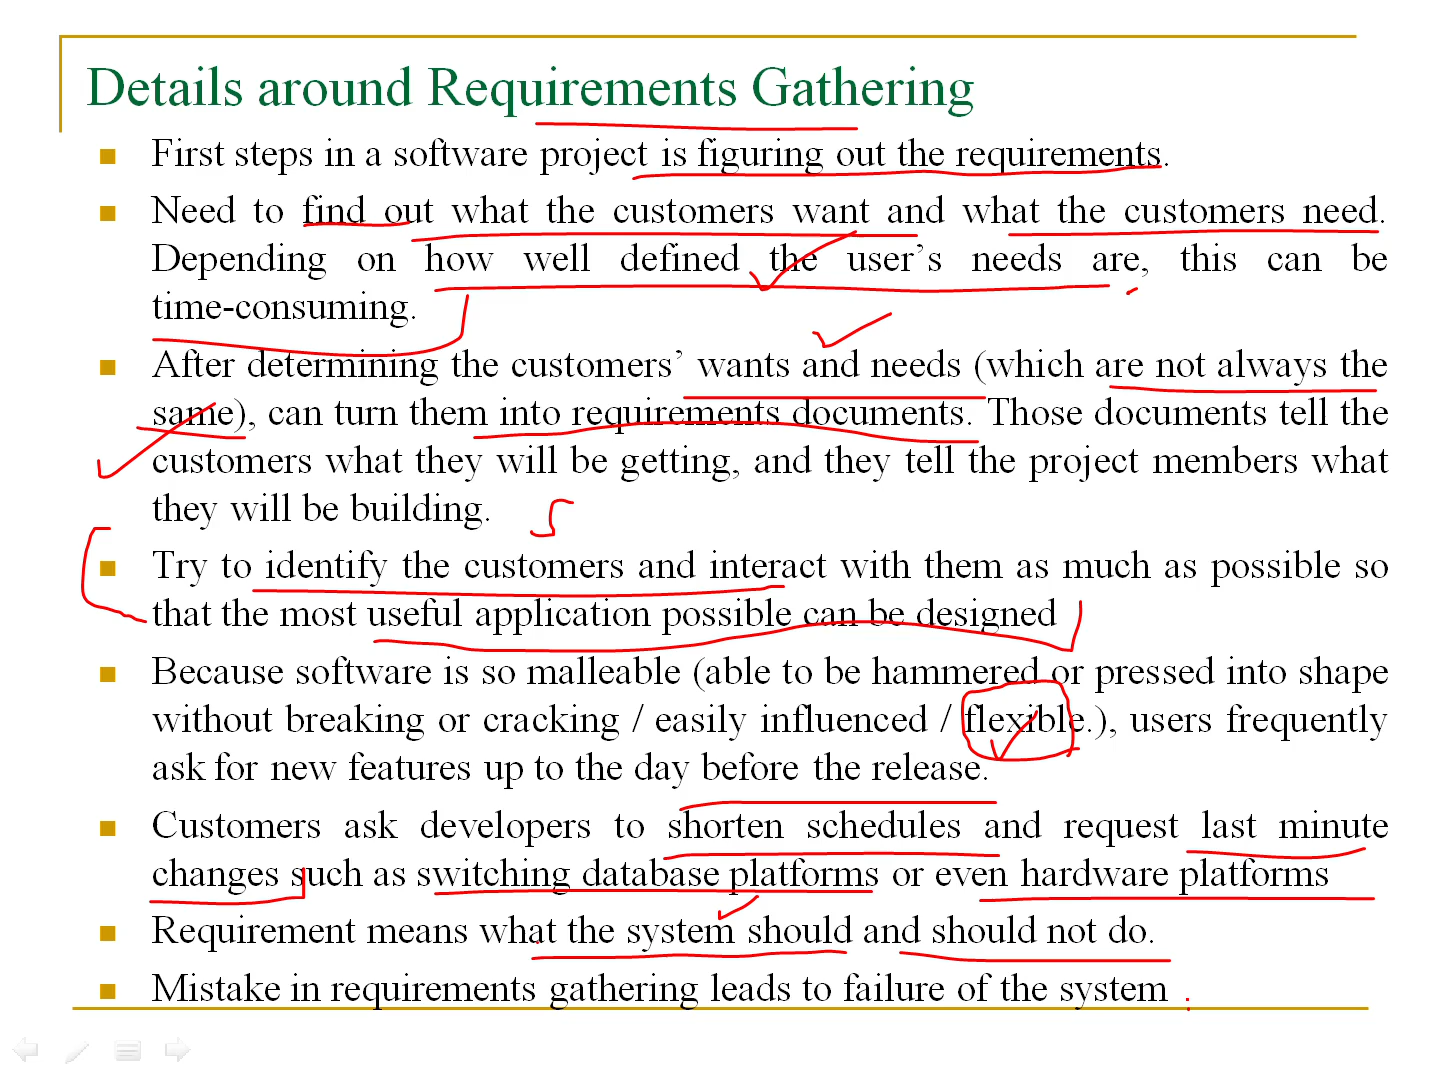 Details around Requirements Gathering
First steps in a software project is figuring out the requirements.
Need to find out what the customers want and what the customers need.
Depending on how well defined the user's needs are, this can be
time-consuming.
After determining the customers' wants and needs (which are not always the
same), can turn them into requirements documents. Those documents tell the
customers what they will be getting, and they tell the project members what
they will be building.
Try to identify the customers and interact with them as much as possible so
that the most useful application possible can be designed
Because software is so malleable (able to be hammered or pressed into shape
without breaking or cracking / easily influenced / flexible.), users frequently
ask for new features up to the day before the release.
Customers ask developers to shorten schedules and request last minute
changes such as switching database platforms or even hardware platforms
Requirement means what the system should and should not do.
Mistake in requirements gathering leads to failure of the system